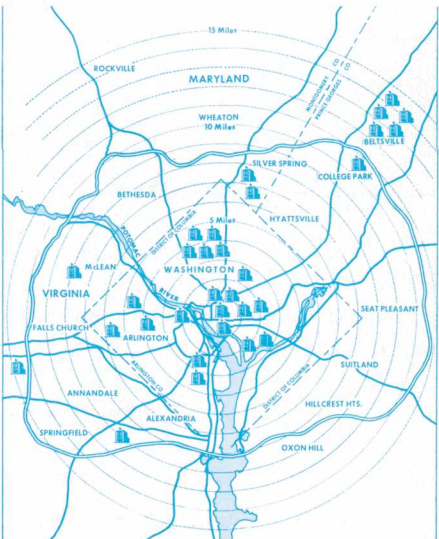 15 Miles
ROCKVILLE
MARYLAND
MONTGOMERY CO
PRINCE GEORGES CO
WHEATON
10 Miles
BELTSVILLE
SILVER SPRING
COLLEGE PARK
BETHESDA
HYATTSVILLE
5 Miles
DISTRICT OF COLUMBIA
POTOMAC
RIVER
McLEAN
WASHINGTON
VIRGINIA
SEAT PLEASANT
FALLS CHURCH
ARLINGTON
ARLINGTON CO
SUITLAND
DISTRICT OF COLUMBIA
ANNANDALE
HILLCREST HTS.
ALEXANDRIA
SPRINGFIELD
OXON HILL